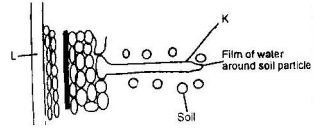 K
L
Film of water
around soil particle
Soil